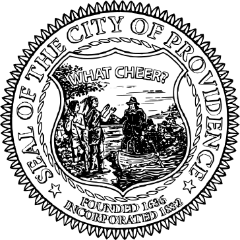 SEAL OF THE CITY OF PROVIDENCE
WHAT CHEER?
FOUNDED 1636
INCORPORATED 1832